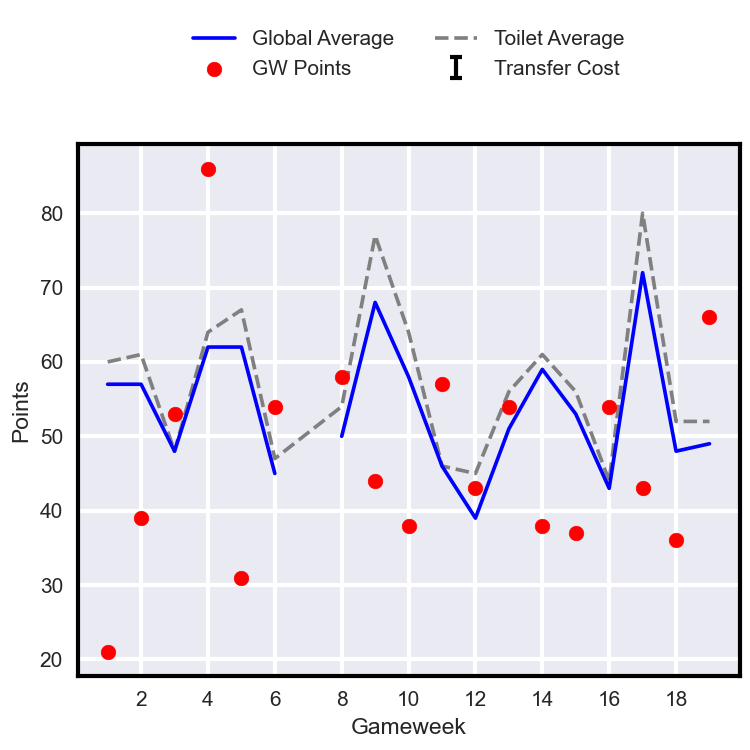 Global Average
Toilet Average
GW Points
Transfer Cost
80
70
60
50
40
30
20
Points
2 4 6 8 10 12 14 16 18
Gameweek